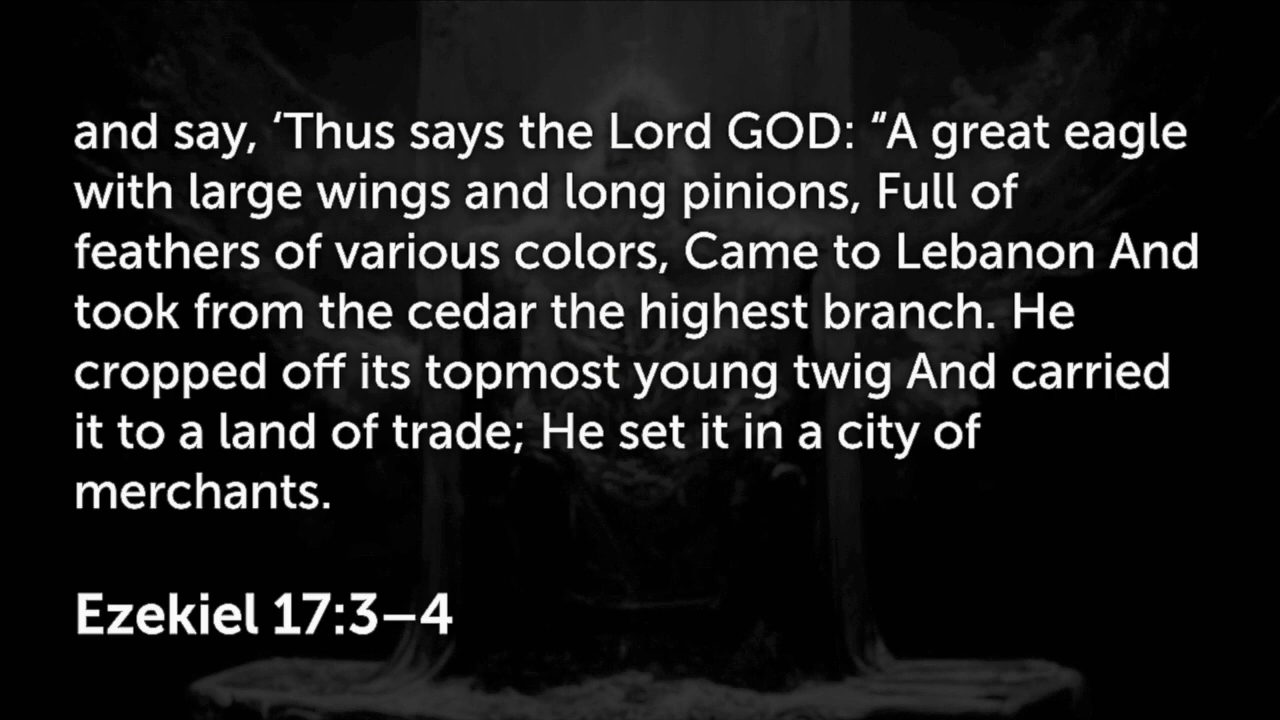 and say, ‘Thus says the Lord GOD: “A great eagle
with large wings and long pinions, Full of
feathers of various colors, Came to Lebanon And
took from the cedar the highest branch. He
cropped off its topmost young twig And carried
it to a land of trade; He set it in a city of
merchants.
Ezekiel 17:3–4